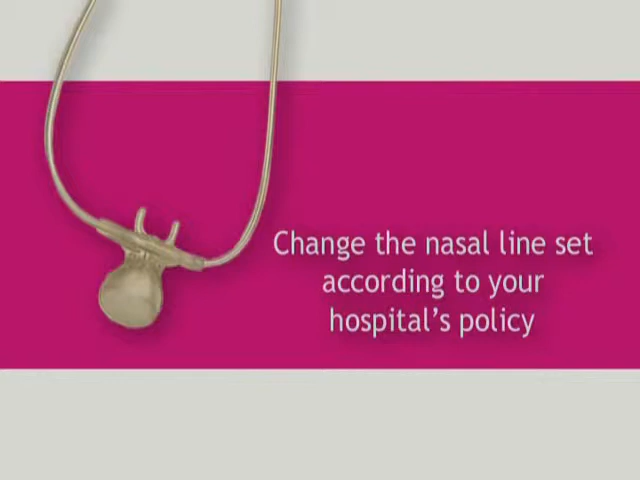 Change the nasal line set
according to your
hospital's policy